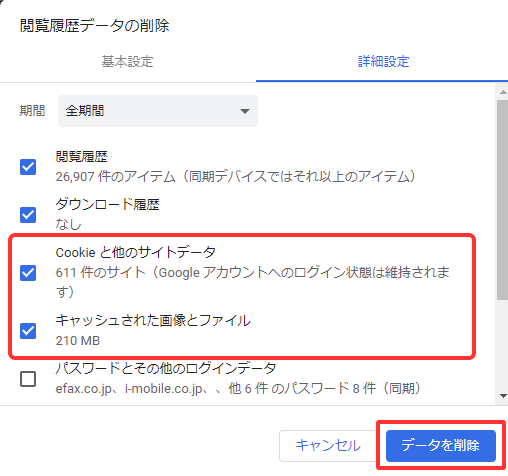 閲覧履歴データの削除
基本設定 詳細設定
期間 全期間
閲覧履歴
26,907 件のアイテム（同期デバイスではそれ以上のアイテム）
ダウンロード履歴
なし
Cookie と他のサイトデータ
611 件のサイト（Google アカウントへのログイン状態は維持されま
す）
キャッシュされた画像とファイル
210 MB
パスワードとその他のログインデータ
efax.co.jp、i-mobile.co.jp、、他 6 件 のパスワード 8 件（同期）
キャンセル データを削除